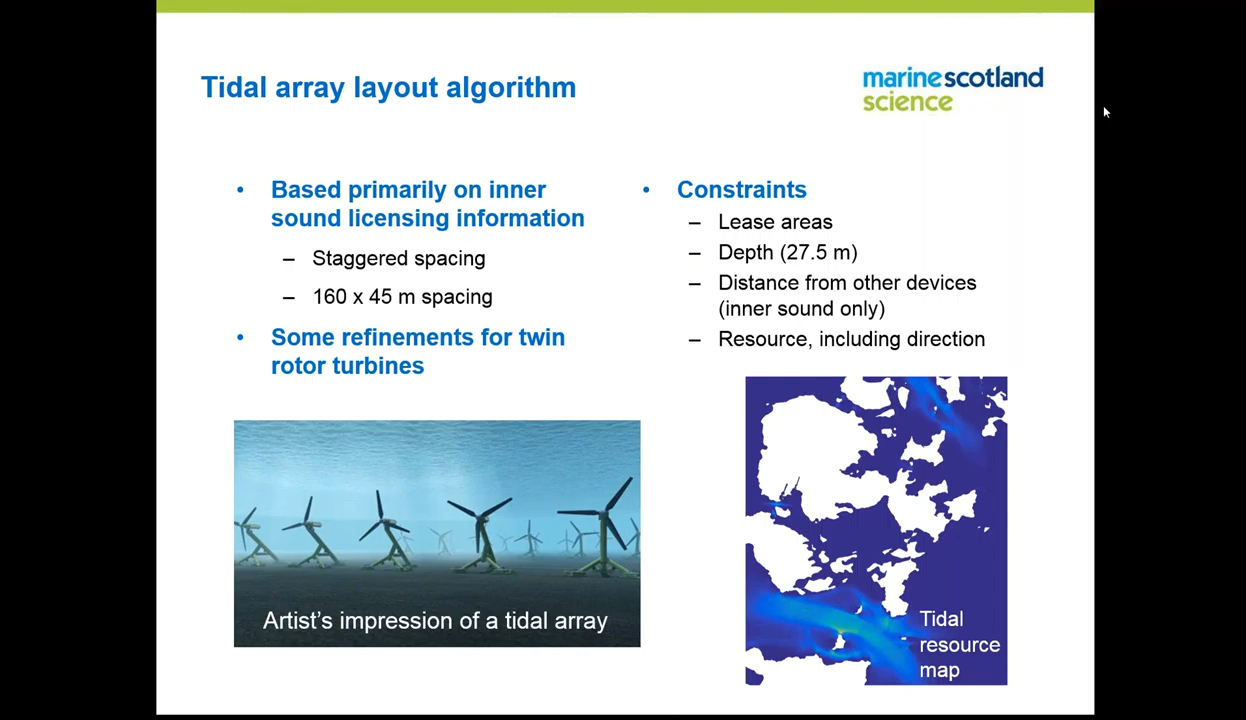 Tidal array layout algorithm
marinescotland
science
• Based primarily on inner
sound licensing information
– Staggered spacing
– 160 x 45 m spacing
• Some refinements for twin
rotor turbines
• Constraints
– Lease areas
– Depth (27.5 m)
– Distance from other devices
(inner sound only)
– Resource, including direction
Artist’s impression of a tidal array
Tidal
resource
map